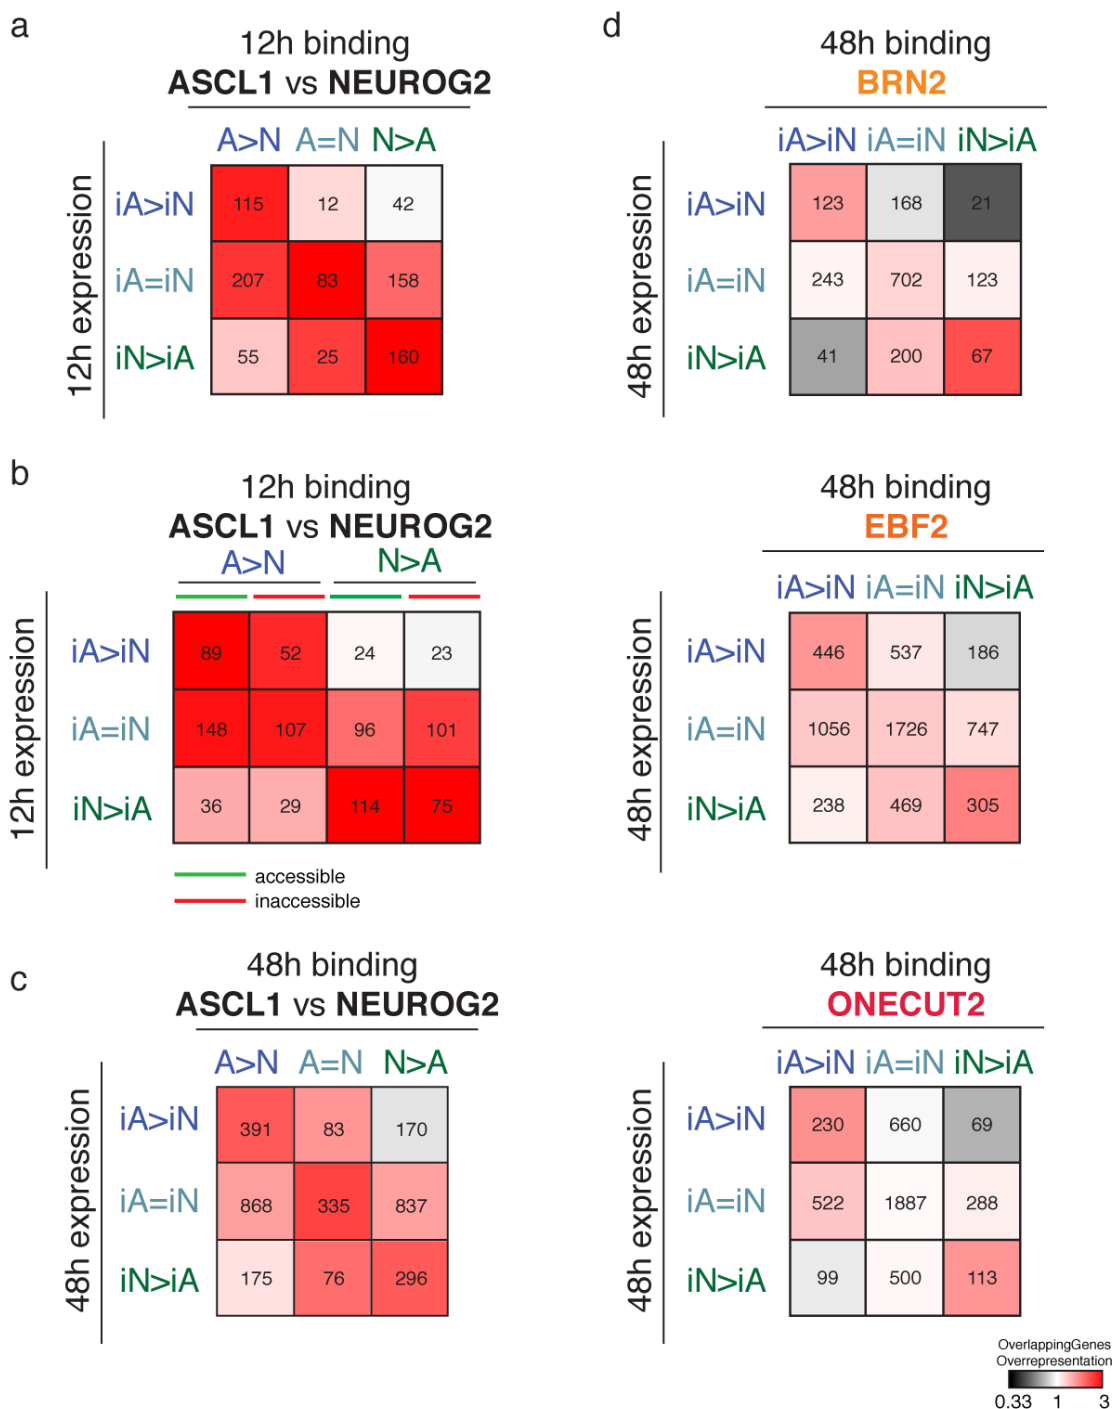 a
12h binding
ASCL1 vs NEUROG2
A>N A=N N>A
12h expression
iA>iN 115 12 42
iA=iN 207 83 158
iN>iA 55 25 160
b
12h binding
ASCL1 vs NEUROG2
A>N N>A
12h expression
iA>iN 89 52 24 23
iA=iN 148 107 96 101
iN>iA 36 29 114 75
accessible
inaccessible
c
48h binding
ASCL1 vs NEUROG2
A>N A=N N>A
48h expression
iA>iN 391 83 170
iA=iN 868 335 837
iN>iA 175 76 296
d
48h binding
BRN2
iA>iN iA=iN iN>iA
48h expression
iA>iN 123 168 21
iA=iN 243 702 123
iN>iA 41 200 67
48h binding
EBF2
iA>iN iA=iN iN>iA
48h expression
iA>iN 446 537 186
iA=iN 1056 1726 747
iN>iA 238 469 305
48h binding
ONECUT2
iA>iN iA=iN iN>iA
48h expression
iA>iN 230 660 69
iA=iN 522 1887 288
iN>iA 99 500 113
OverlappingGenes
Overrepresentation
0.33 1 3